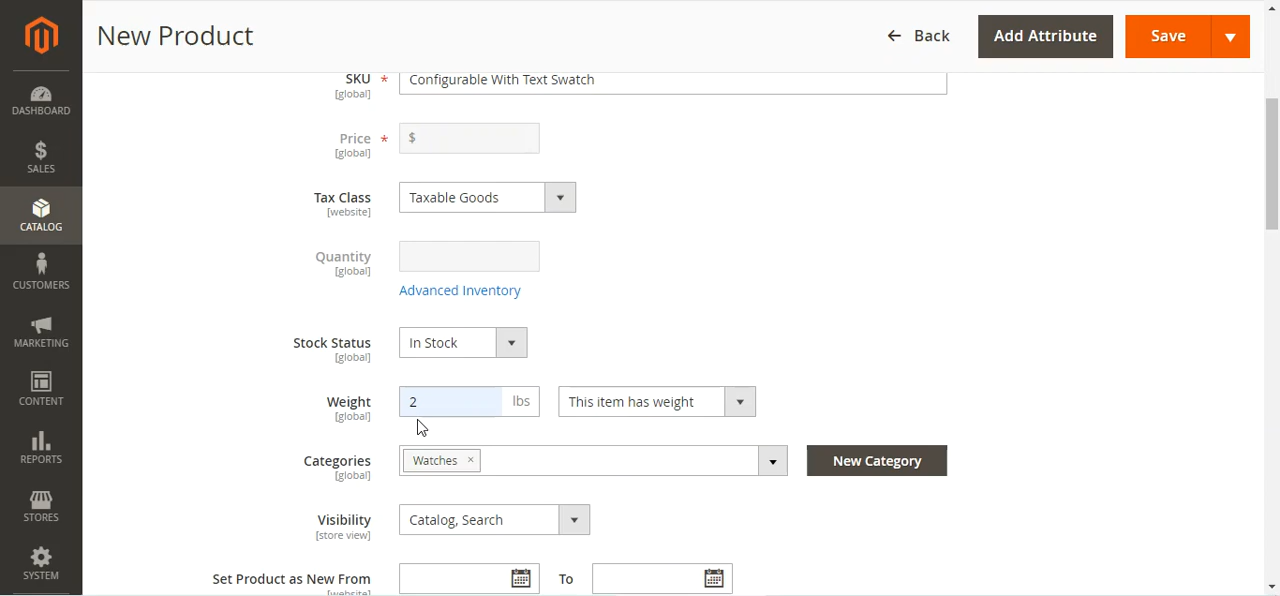 New Product
Back
Add Attribute
Save
DASHBOARD
SALES
CATALOG
CUSTOMERS
MARKETING
CONTENT
REPORTS
STORES
SYSTEM
SKU *
[global]
Configurable With Text Swatch
Price *
[global]
$
Tax Class
[website]
Taxable Goods
Quantity
[global]
Advanced Inventory
Stock Status
[global]
In Stock
Weight
[global]
2 lbs
This item has weight
Categories
[global]
Watches ×
New Category
Visibility
[store view]
Catalog, Search
Set Product as New From
[website]
To